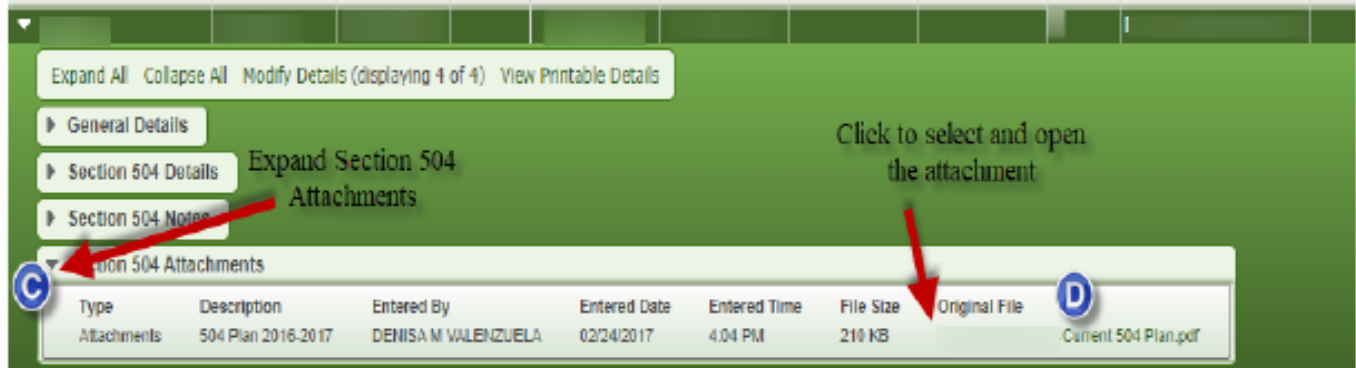 Expand All Collapse All Modify Details (displaying 4 of 4) View Printable Details
General Details
Click to select and open
the attachment
Section 504 Details
Expand Section 504
Attachments
Section 504 Notes
C
Section 504 Attachments
D
Type Description Entered By Entered Date Entered Time File Size Original File
Attachments 504 Plan 2016-2017 DENISA M VALENZUELA 02/24/2017 4:04 PM 210 KB Current 504 Plan.pdf